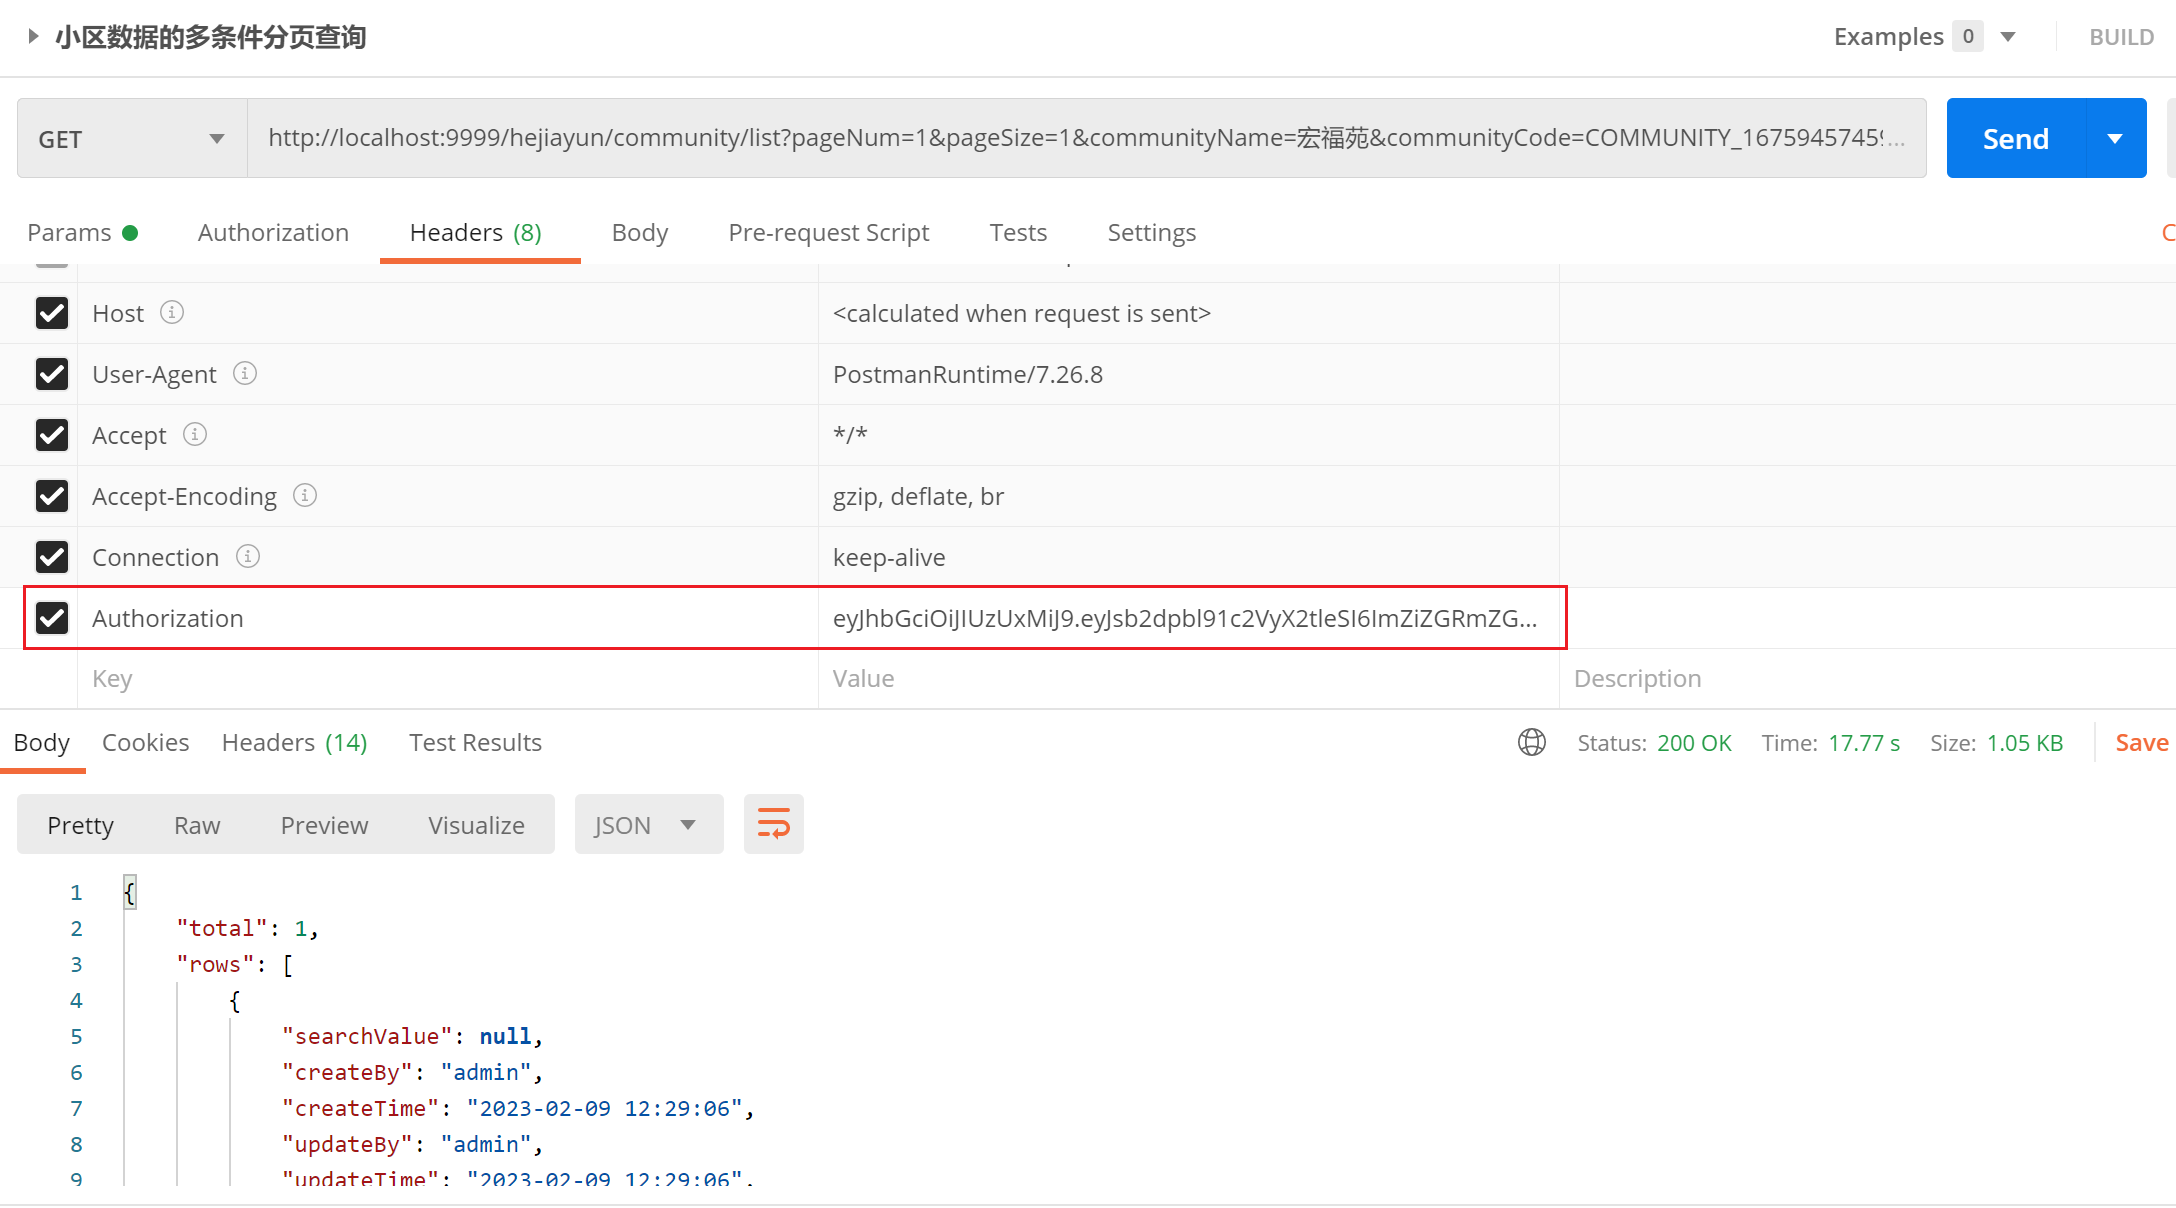 小区数据的多条件分页查询
Examples 0
BUILD
GET
http://localhost:9999/hejiayun/community/list?pageNum=1&pageSize=1&communityName=宏福苑&communityCode=COMMUNITY_1675945745...
Send
Params
Authorization
Headers (8)
Body
Pre-request Script
Tests
Settings
Host
<calculated when request is sent>
User-Agent
PostmanRuntime/7.26.8
Accept
*/*
Accept-Encoding
gzip, deflate, br
Connection
keep-alive
Authorization
eyJhbGciOiJIUzUxMiJ9.eyJsb2dpbl91c2VyX2tleSI6ImZiZGRmZG...
Key
Value
Description
Body
Cookies
Headers (14)
Test Results
Status: 200 OK
Time: 17.77 s
Size: 1.05 KB
Save
Pretty
Raw
Preview
Visualize
JSON
1 {
2 "total": 1,
3 "rows": [
4 {
5 "searchValue": null,
6 "createBy": "admin",
7 "createTime": "2023-02-09 12:29:06",
8 "updateBy": "admin",
9 "updateTime": "2023-02-09 12:29:06",